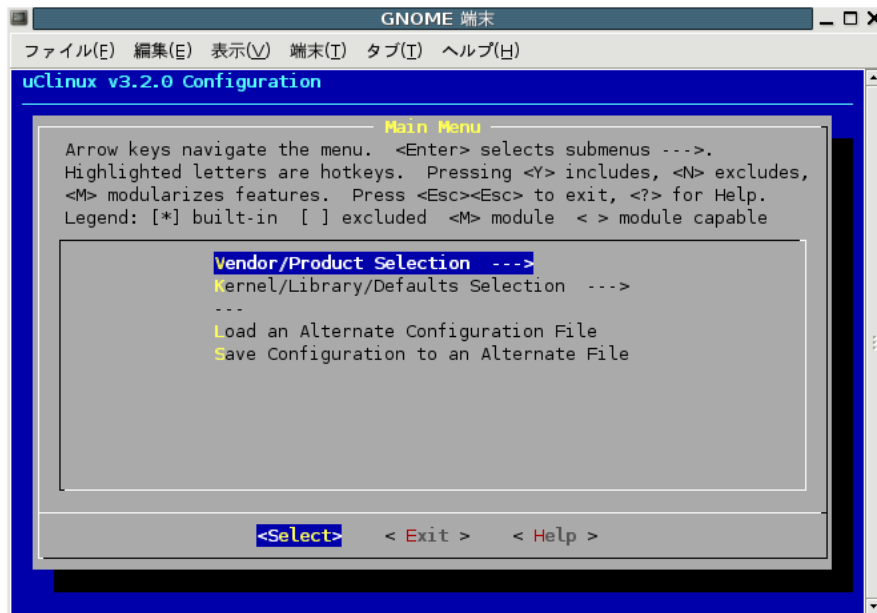 GNOME 端末
ファイル(F) 編集(E) 表示(V) 端末(T) タブ(T) ヘルプ(H)
uClinux v3.2.0 Configuration
Main Menu
Arrow keys navigate the menu. <Enter> selects submenus --->.
Highlighted letters are hotkeys. Pressing <Y> includes, <N> excludes,
<M> modularizes features. Press <Esc><Esc> to exit, <?> for Help.
Legend: [*] built-in [ ] excluded <M> module < > module capable
Vendor/Product Selection --->
Kernel/Library/Defaults Selection --->
---
Load an Alternate Configuration File
Save Configuration to an Alternate File
<Select> < Exit > < Help >